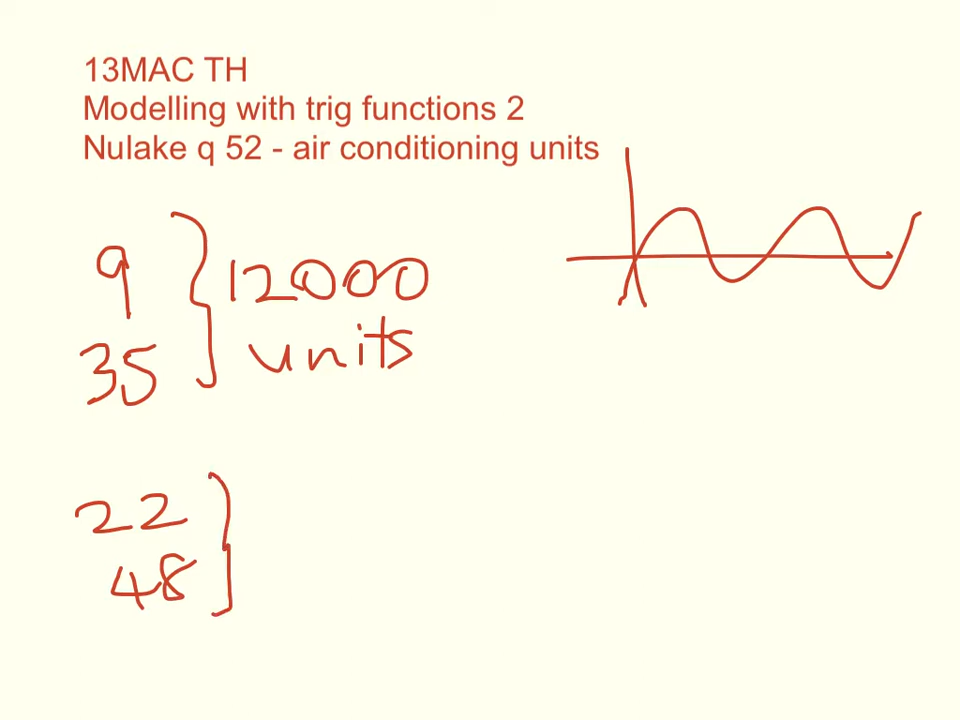 13MAC TH
Modelling with trig functions 2
Nulake q 52 - air conditioning units
9
35
12000
units
22
48